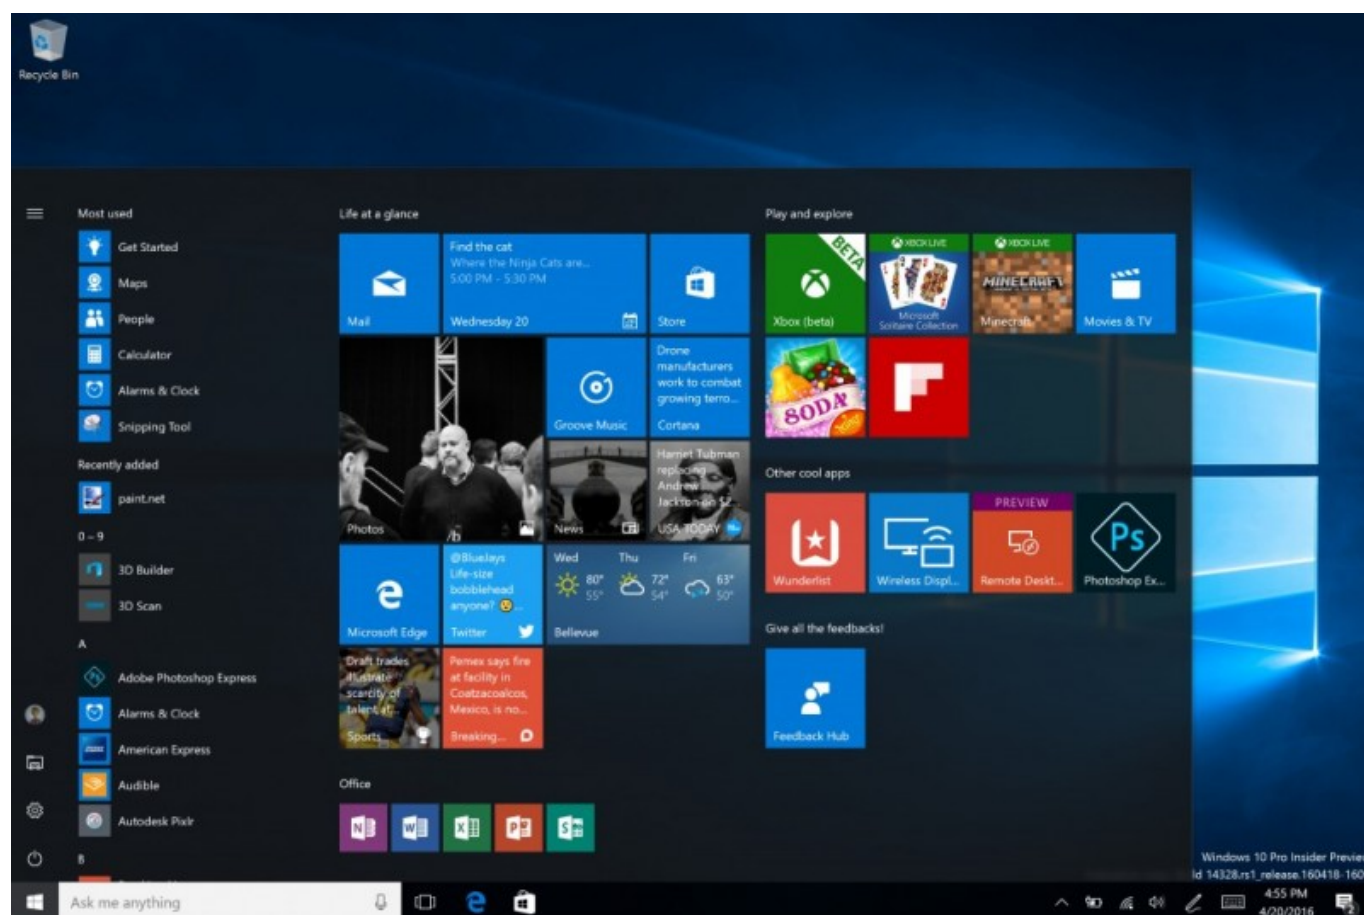 Recycle Bin
Most used
Get Started
Maps
People
Calculator
Alarms & Clock
Snipping Tool
Recently added
paint.net
0 – 9
3D Builder
3D Scan
A
Adobe Photoshop Express
Alarms & Clock
American Express
Audible
Autodesk Pixlr
B
Life at a glance
Mail
Find the cat
Where the Ninja Cats are...
5:00 PM - 5:30 PM
Wednesday 20
Store
Photos
/b
Groove Music
Drone
manufacturers
work to combat
growing terro...
Cortana
News
Harriet Tubman
replacing
Andrew
Jackson on $2
USA TODAY
Microsoft Edge
@BlueJays
Life-size
bobblehead
anyone? 😲...
Twitter
Wed Thu Fri
80° 72° 63°
55° 54° 50°
Bellevue
Draft trades
illustrate
scarcity of
talent at...
Sports
Pemex says fire
at facility in
Coatzacoalcos,
Mexico, is no...
Breaking...
Office
N
W
X
P
S
Play and explore
BETA
Xbox (beta)
XBOX LIVE
Microsoft
Solitaire Collection
XBOX LIVE
MINECRAFT
Minecraft
Movies & TV
SODA
Other cool apps
Wunderlist
Wireless Displ...
PREVIEW
Remote Deskt...
Ps
Photoshop Ex...
Give all the feedbacks!
Feedback Hub
Windows 10 Pro Insider Previe
ld 14328.rs1_release.160418-160
Ask me anything
4:55 PM
4/20/2016